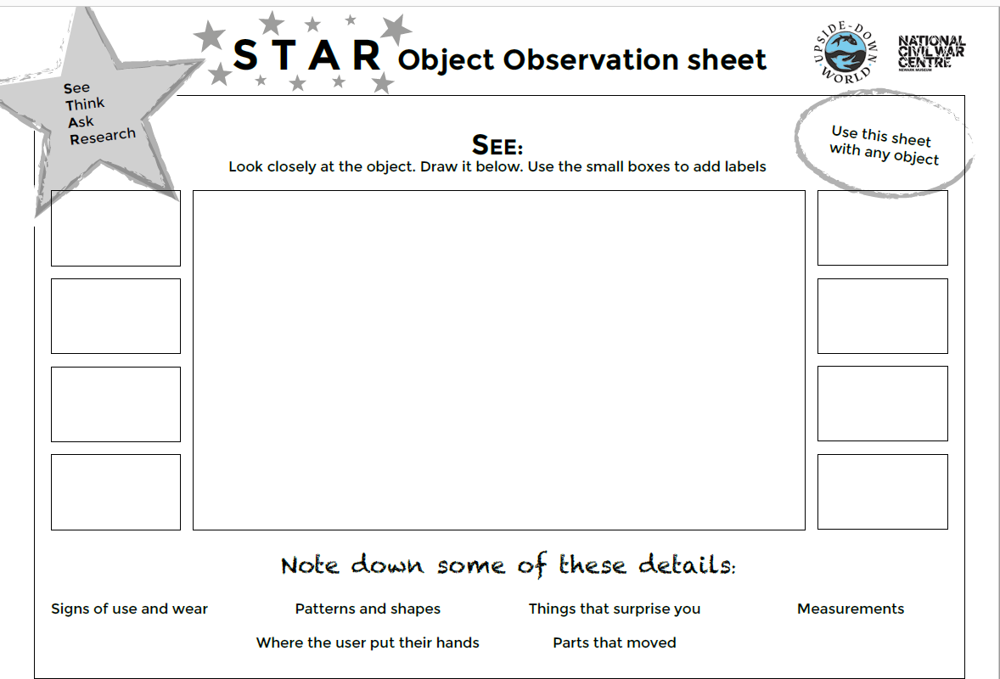 S T A R Object Observation sheet
UPSIDE-DOWN WORLD
NATIONAL
CIVIL WAR
CENTRE
NEWARK MUSEUM
See
Think
Ask
Research
Use this sheet
with any object
SEE:
Look closely at the object. Draw it below. Use the small boxes to add labels
Note down some of these details:
Signs of use and wear Patterns and shapes Things that surprise you Measurements
Where the user put their hands Parts that moved